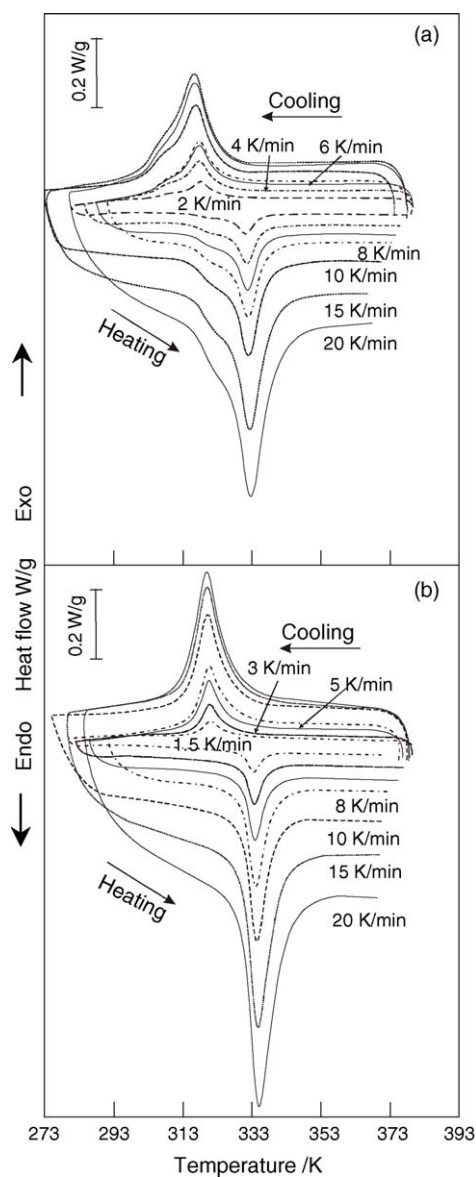 (a)
0.2 W/g
Cooling
4 K/min
6 K/min
2 K/min
8 K/min
10 K/min
15 K/min
20 K/min
Heating
Exo
Heat flow W/g
Endo
(b)
0.2 W/g
Cooling
3 K/min
5 K/min
1.5 K/min
8 K/min
10 K/min
15 K/min
20 K/min
Heating
273 293 313 333 353 373 393
Temperature /K